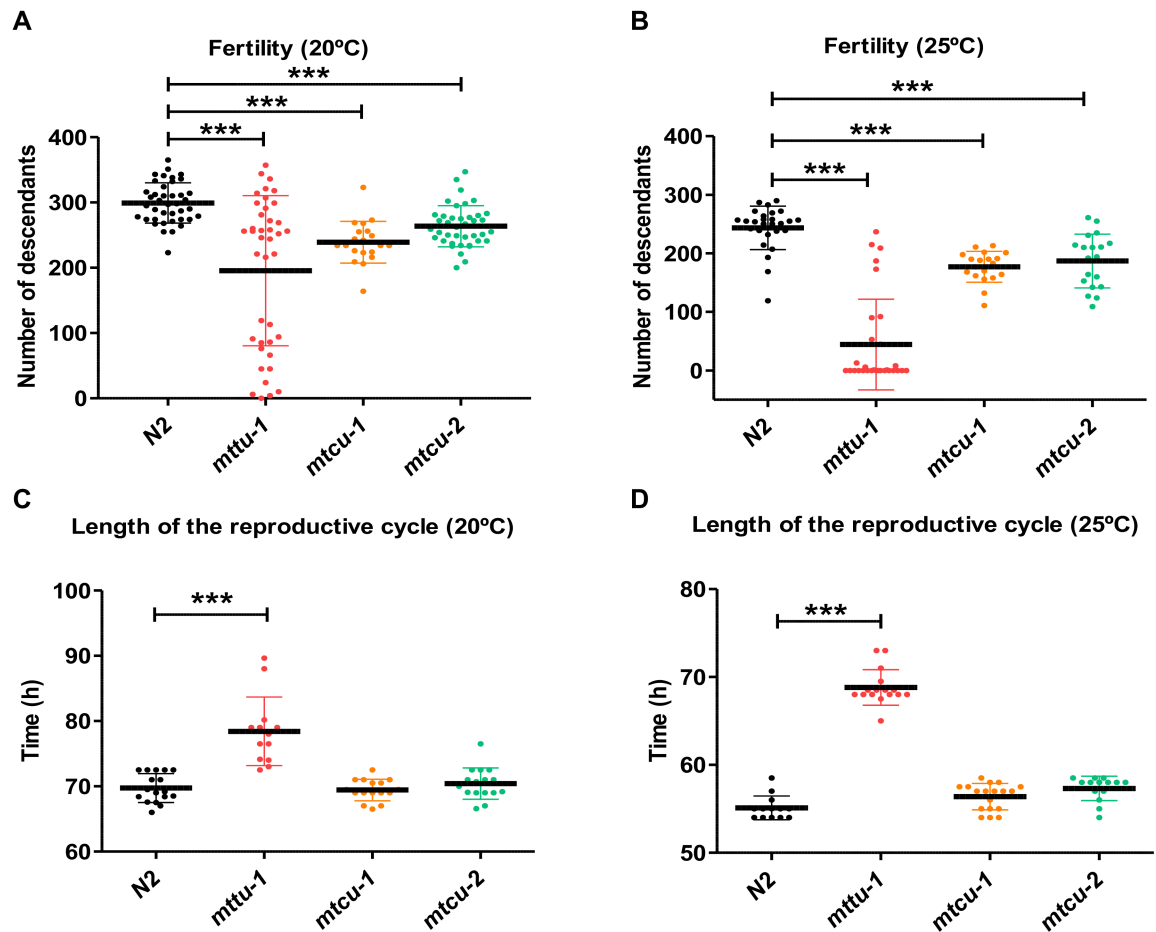 A
Fertility (20ºC)
***
***
***
Number of descendants
400
300
200
100
0
N2
mttu-1
mtcu-1
mtcu-2
B
Fertility (25ºC)
***
***
***
Number of descendants
400
300
200
100
0
N2
mttu-1
mtcu-1
mtcu-2
C
Length of the reproductive cycle (20ºC)
***
Time (h)
100
90
80
70
60
N2
mttu-1
mtcu-1
mtcu-2
D
Length of the reproductive cycle (25ºC)
***
Time (h)
80
70
60
50
N2
mttu-1
mtcu-1
mtcu-2